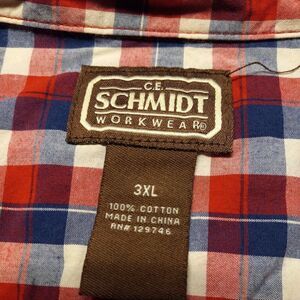 C.E.
SCHMIDT
WORKWEAR®
3XL
100% COTTON
MADE IN CHINA
RN# 129746